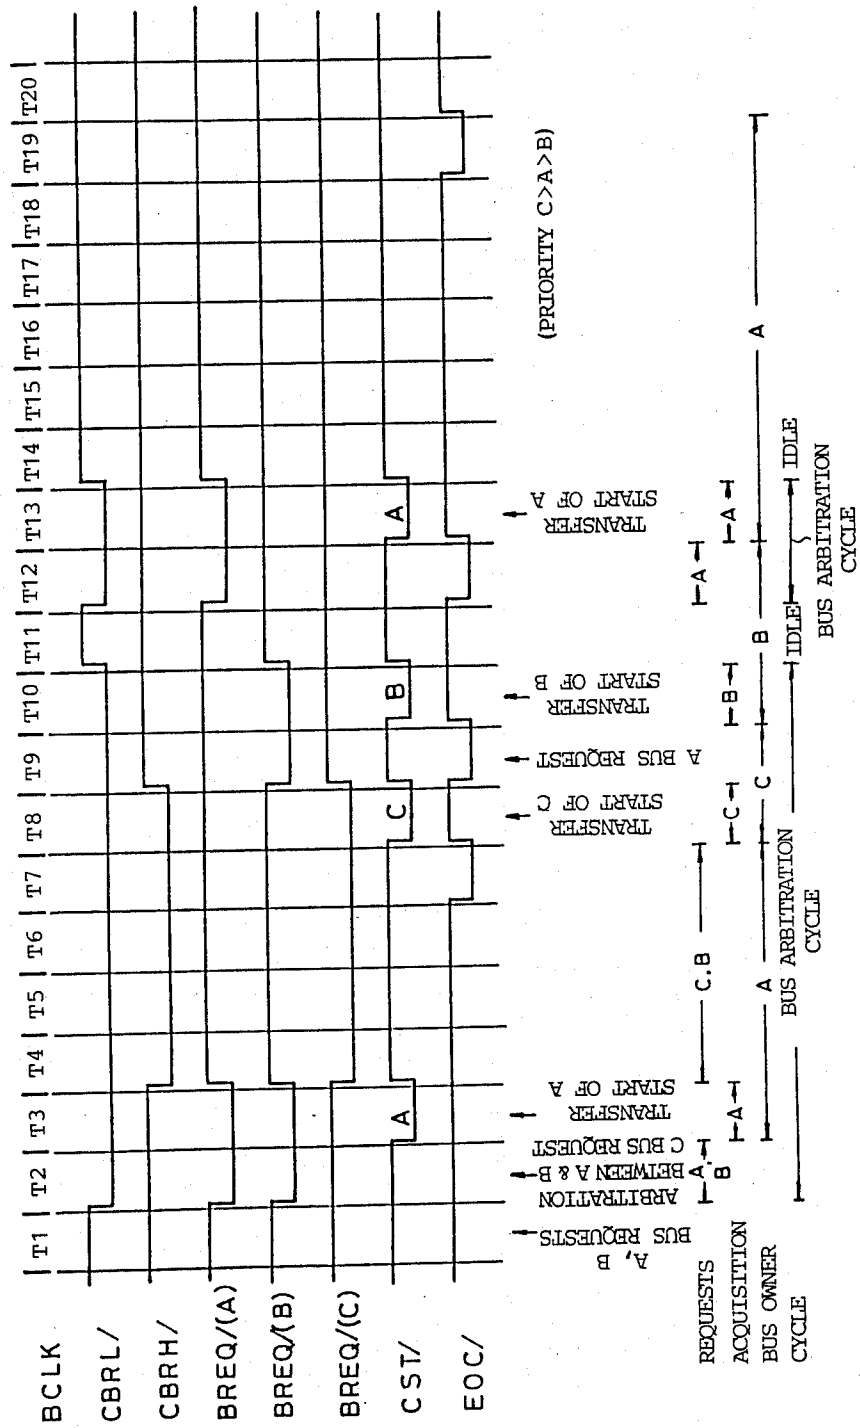 BCLK | T1 | T2 | T3 | T4 | T5 | T6 | T7 | T8 | T9 | T10 | T11 | T12 | T13 | T14 | T15 | T16 | T17 | T18 | T19 | T20 |
CBRL/
CBRH/
BREQ/(A)
BREQ/(B)
BREQ/(C)
CST/ A C B A
EOC/
A, B
BUS REQUESTS
ARBITRATION
BETWEEN A & B
C BUS REQUEST
TRANSFER
START OF A
TRANSFER
START OF C
A BUS REQUEST
TRANSFER
START OF B
TRANSFER
START OF A
(PRIORITY C>A>B)
REQUESTS A, B C.B A
ACQUISITION A C B A
BUS OWNER A C B A
CYCLE BUS ARBITRATION CYCLE IDLE BUS ARBITRATION CYCLE IDLE